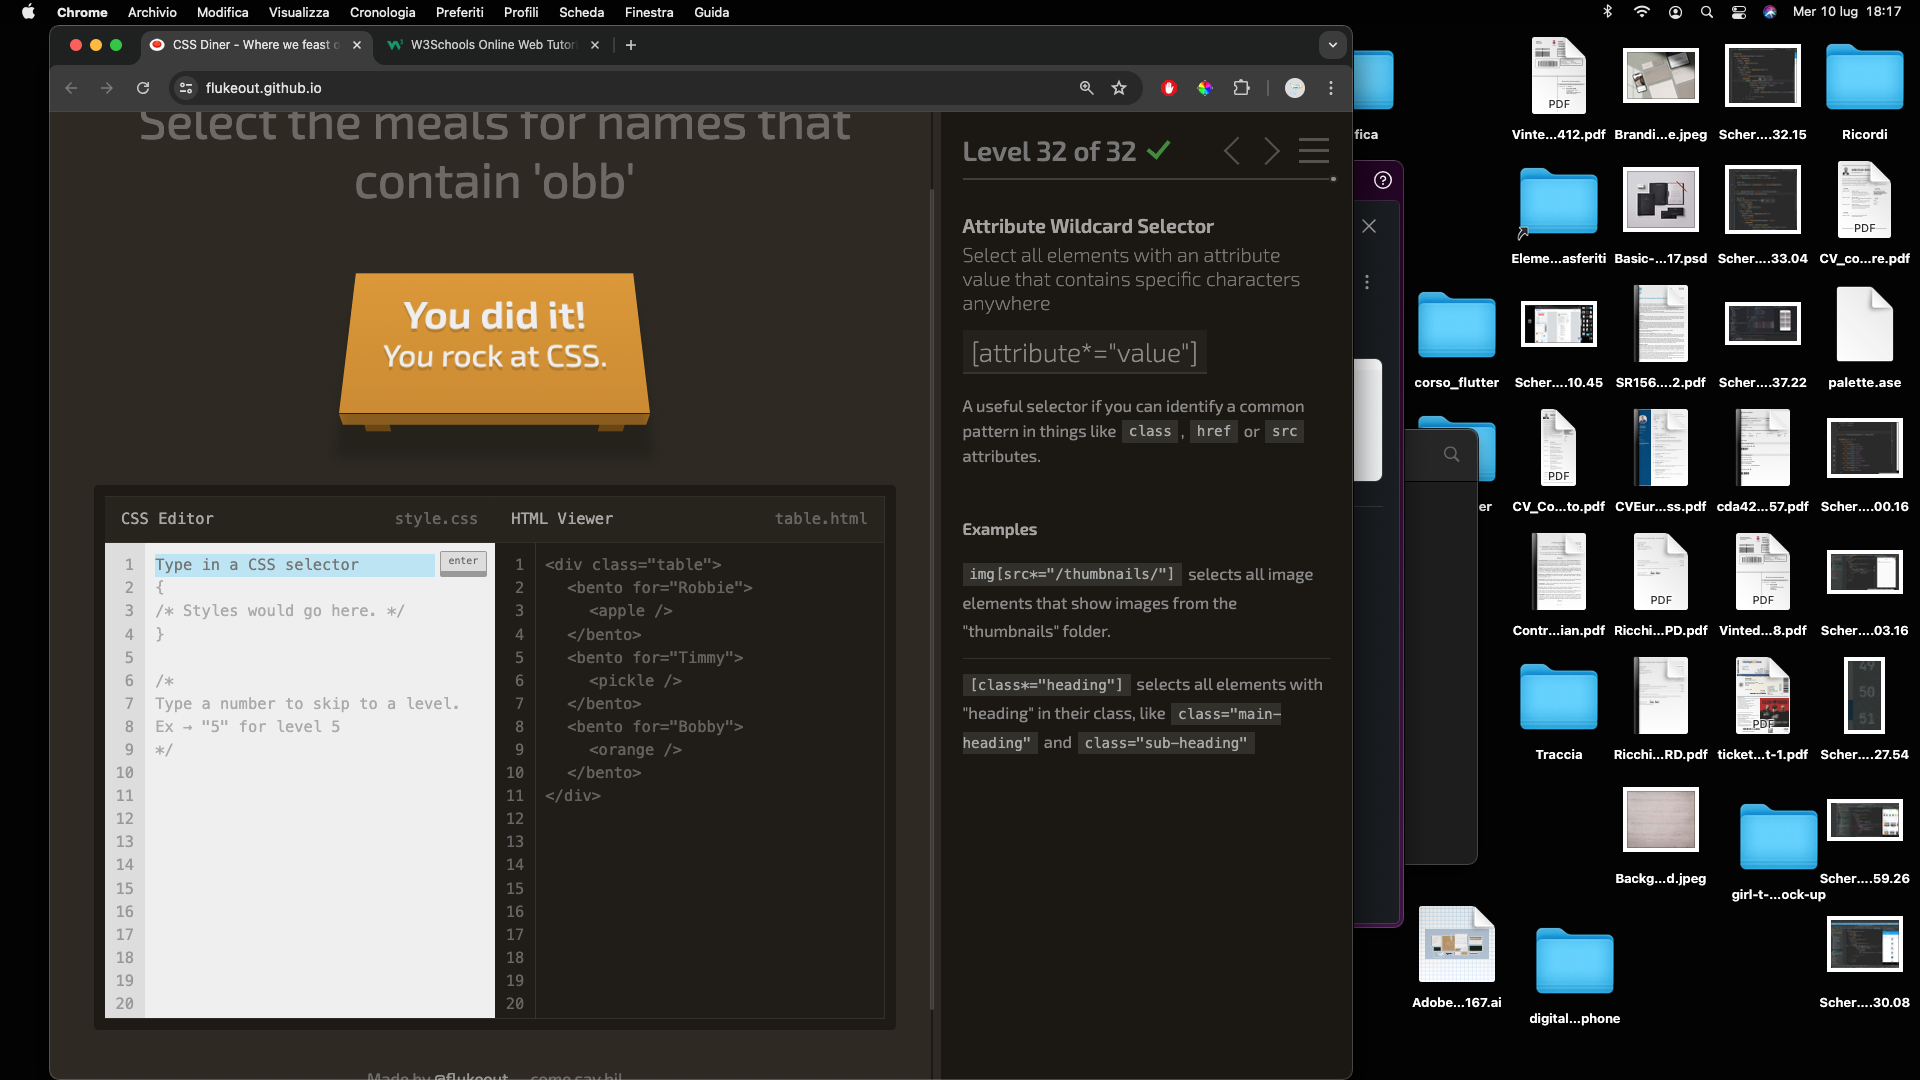 Chrome Archivio Modifica Visualizza Cronologia Preferiti Profili Scheda Finestra Guida Mer 10 lug 18:17
CSS Diner - Where we feast o
W3Schools Online Web Tutor
flukeout.github.io
Select the meals for names that
contain 'obb'
You did it!
You rock at CSS.
CSS Editor style.css
1 Type in a CSS selector enter
2 {
3 /* Styles would go here. */
4 }
5
6 /*
7 Type a number to skip to a level.
8 Ex → "5" for level 5
9 */
10
11
12
13
14
15
16
17
18
19
20
HTML Viewer table.html
1 <div class="table">
2 <bento for="Robbie">
3 <apple />
4 </bento>
5 <bento for="Timmy">
6 <pickle />
7 </bento>
8 <bento for="Bobby">
9 <orange />
10 </bento>
11 </div>
12
13
14
15
16
17
18
19
20
Made by @flukeout
come say hi!
Level 32 of 32
Attribute Wildcard Selector
Select all elements with an attribute
value that contains specific characters
anywhere
[attribute*="value"]
A useful selector if you can identify a common
pattern in things like class, href or src
attributes.
Examples
img[src*="/thumbnails/"] selects all image
elements that show images from the
"thumbnails" folder.
[class*="heading"] selects all elements with
"heading" in their class, like class="main-
heading" and class="sub-heading"
fica
PDF
Vinte...412.pdf Brandi...e.jpeg Scher....32.15 Ricordi
PDF
Eleme...asferiti Basic-...17.psd Scher....33.04 CV_co...re.pdf
corso_flutter Scher....10.45 SR156....2.pdf Scher....37.22 palette.ase
PDF
er CV_Co...to.pdf CVEur...ss.pdf cda42...57.pdf Scher....00.16
PDF PDF
Contr...ian.pdf Ricchi...PD.pdf Vinted...8.pdf Scher....03.16
PDF
49
50
51
Traccia Ricchi...RD.pdf ticket...t-1.pdf Scher....27.54
Backg...d.jpeg girl-t-...ock-up Scher....59.26
Adobe...167.ai digital...phone Scher....30.08